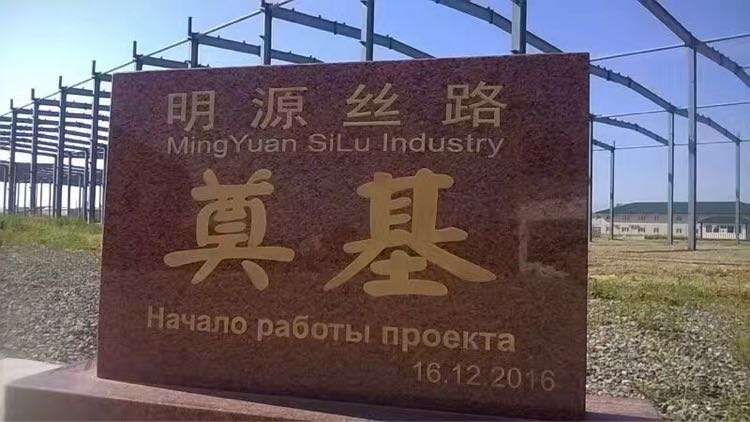 明源丝路
MingYuan SiLu Industry
奠基
Начало работы проекта
16.12.2016